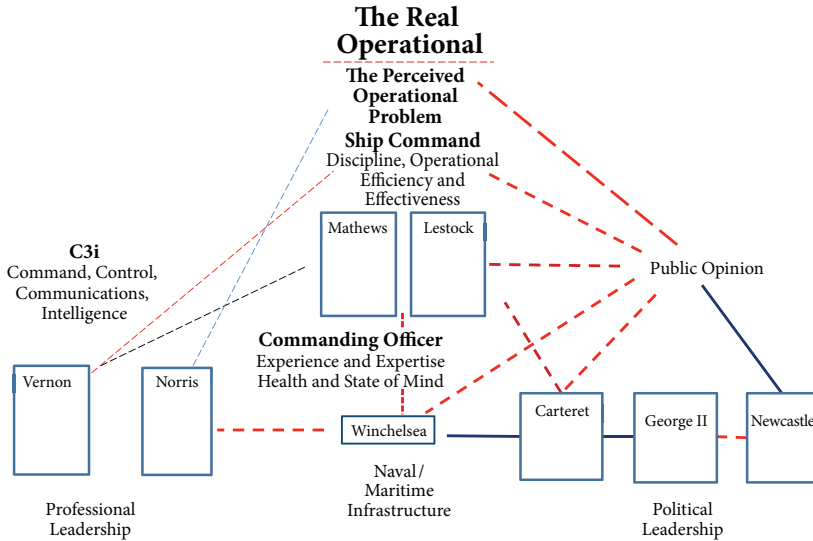 The Real
Operational
The Perceived
Operational
Problem
Ship Command
Discipline, Operational
Efficiency and
Effectiveness
Mathews
Lestock
C3i
Command, Control,
Communications,
Intelligence
Public Opinion
Commanding Officer
Experience and Expertise
Health and State of Mind
Vernon
Norris
Winchelsea
Carteret
George II
Newcastle
Naval/
Maritime
Infrastructure
Professional
Leadership
Political
Leadership